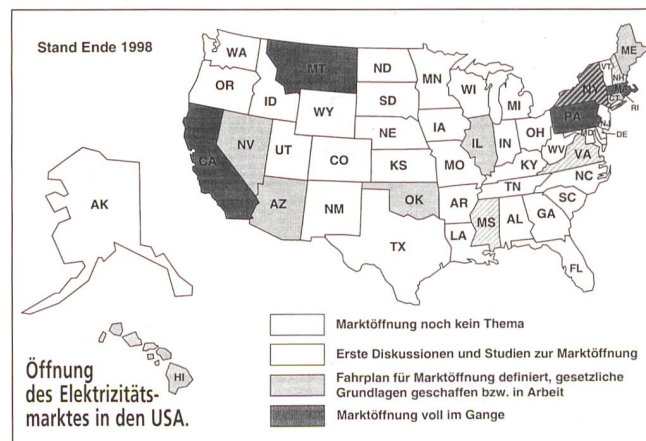 Stand Ende 1998
WA
OR
CA
NV
ID
MT
WY
UT
AZ
CO
NM
ND
SD
NE
KS
OK
TX
MN
IA
MO
AR
LA
WI
IL
MS
MI
IN
KY
TN
AL
OH
WV
VA
NC
SC
GA
FL
PA
NY
VT
NH
ME
MA
CT
RI
NJ
DE
MD
AK
HI
Marktöffnung noch kein Thema
Erste Diskussionen und Studien zur Marktöffnung
Fahrplan für Marktöffnung definiert, gesetzliche
Grundlagen geschaffen bzw. in Arbeit
Marktöffnung voll im Gange
Öffnung
des Elektrizitäts-
marktes in den USA.